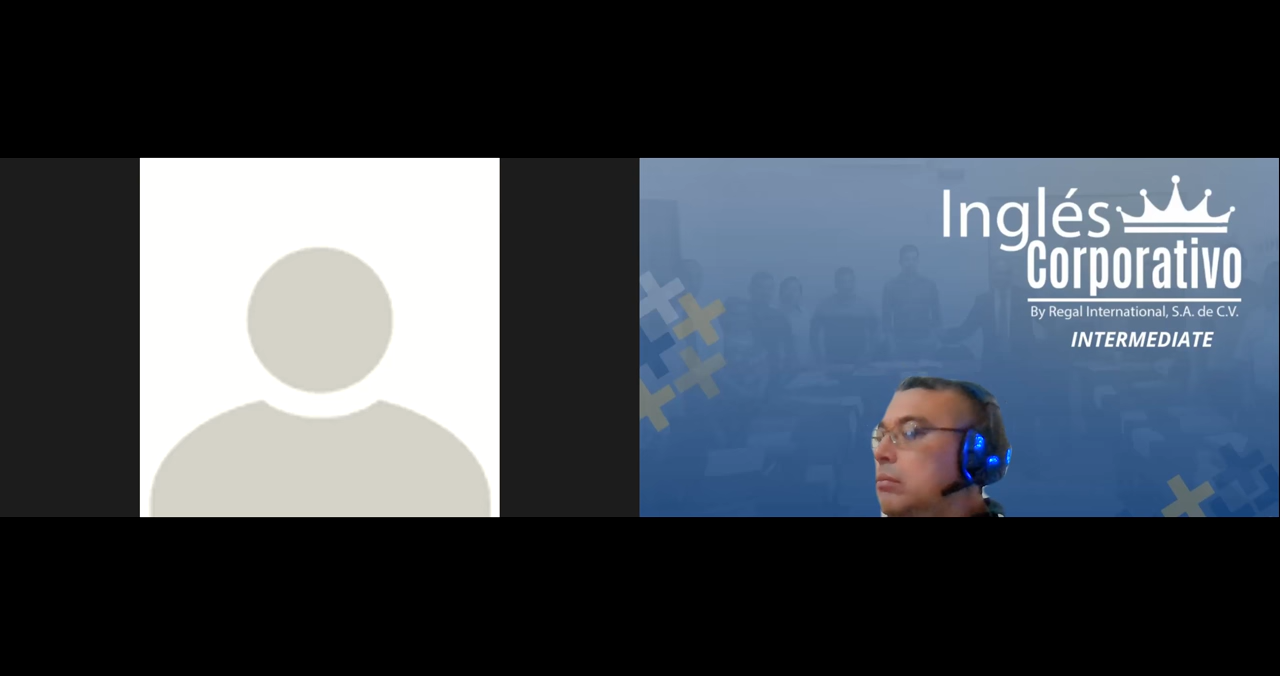 Inglés
Corporativo
By Regal International, S.A. de C.V.
INTERMEDIATE